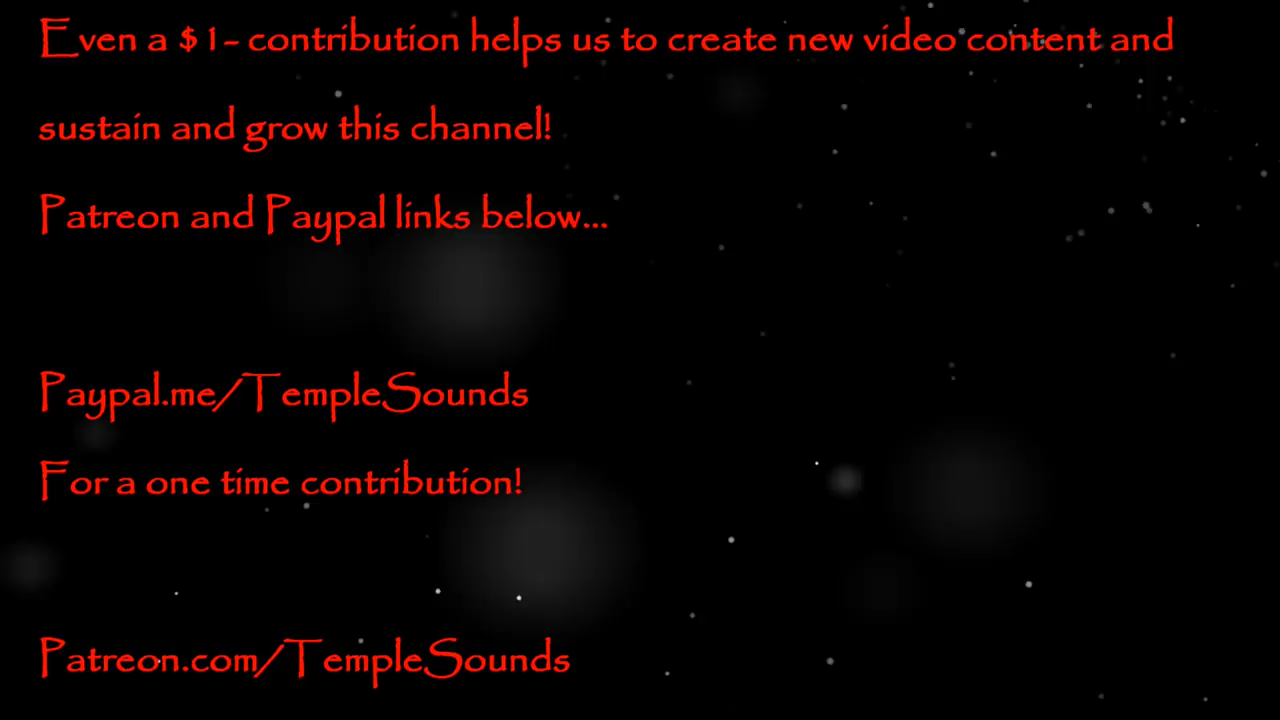 Even a $1- contribution helps us to create new video content and
sustain and grow this channel!
Patreon and Paypal links below...
Paypal.me/TempleSounds
For a one time contribution!
Patreon.com/TempleSounds